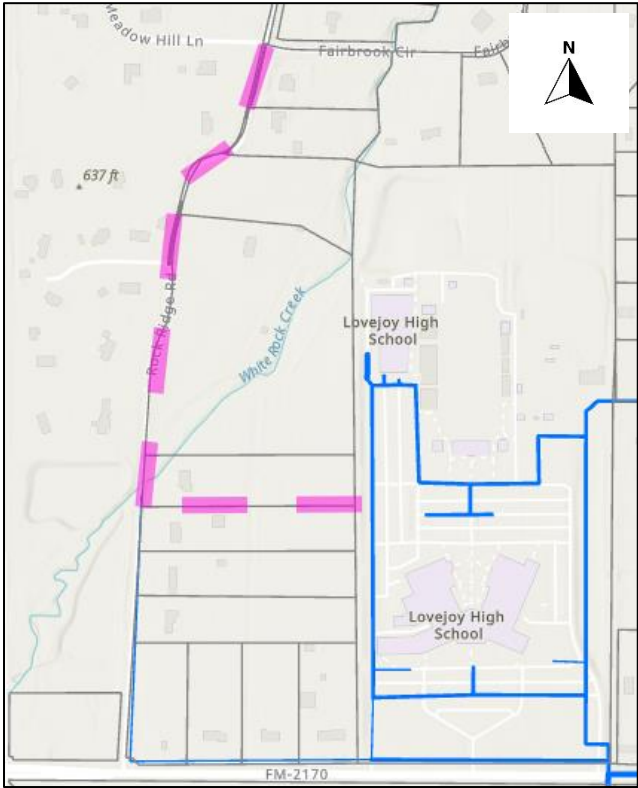 Meadow Hill Ln
Fairbrook Cir
Fairb
N
637 ft
Rock Ridge Rd
White Rock Creek
Lovejoy High
School
Lovejoy High
School
FM-2170